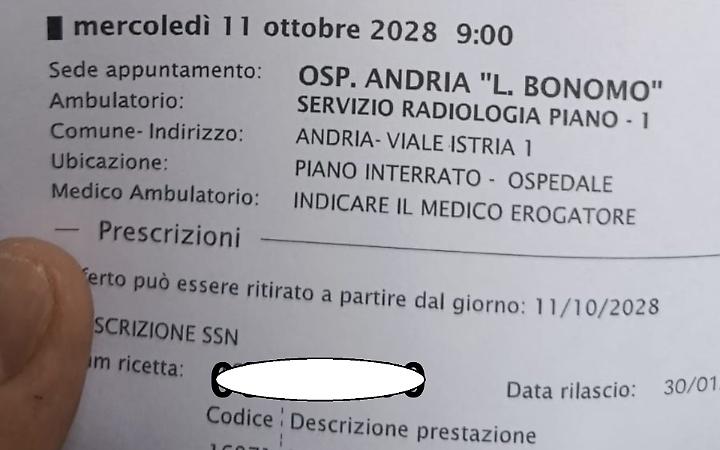 mercoledì 11 ottobre 2028 9:00
Sede appuntamento: OSP. ANDRIA "L. BONOMO"
Ambulatorio: SERVIZIO RADIOLOGIA PIANO - 1
Comune- Indirizzo: ANDRIA- VIALE ISTRIA 1
Ubicazione: PIANO INTERRATO - OSPEDALE
Medico Ambulatorio: INDICARE IL MEDICO EROGATORE
Prescrizioni
ferto può essere ritirato a partire dal giorno: 11/10/2028
SCRIZIONE SSN
m ricetta: Data rilascio: 30/01
Codice Descrizione prestazione